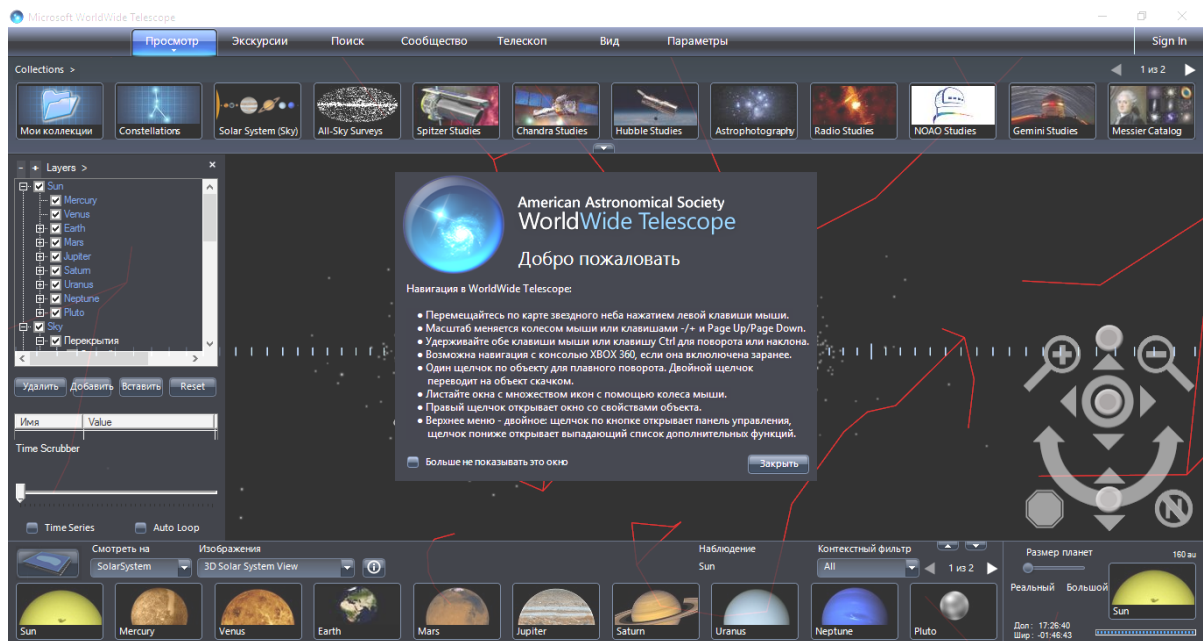 Microsoft WorldWide Telescope
Просмотр Экскурсии Поиск Сообщество Телескоп Вид Параметры Sign In
Collections > 1 из 2
Мои коллекции Constellations Solar System (Sky) All-Sky Surveys Spitzer Studies Chandra Studies Hubble Studies Astrophotography Radio Studies NOAO Studies Gemini Studies Messier Catalog
- + Layers >
Sun
Mercury
Venus
Earth
Mars
Jupiter
Saturn
Uranus
Neptune
Pluto
Sky
Перекрытия
Удалить Добавить Вставить Reset
Имя Value
Time Scrubber
Time Series Auto Loop
American Astronomical Society
WorldWide Telescope
Добро пожаловать
Навигация в WorldWide Telescope:
● Перемещайтесь по карте звездного неба нажатием левой клавиши мыши.
● Масштаб меняется колесом мыши или клавишами -/+ и Page Up/Page Down.
● Удерживайте обе клавиши мыши или клавишу Ctrl для поворота или наклона.
● Возможна навигация с консолью XBOX 360, если она вклюлючена заранее.
● Один щелчок по объекту для плавного поворота. Двойной щелчок
переводит на объект скачком.
● Листайте окна с множеством икон с помощью колеса мыши.
● Правый щелчок открывает окно со свойствами объекта.
● Верхнее меню - двойное: щелчок по кнопке открывает панель управления,
щелчок пониже открывает выпадающий список дополнительных функций.
Больше не показывать это окно Закрыть
N
Смотреть на Изображения Наблюдение Контекстный фильтр
SolarSystem 3D Solar System View Sun All 1 из 2
Sun Mercury Venus Earth Mars Jupiter Saturn Uranus Neptune Pluto
Размер планет 160 au
Реальный Большой
Sun
Дол : 17:26:40
Шир : -01:46:43